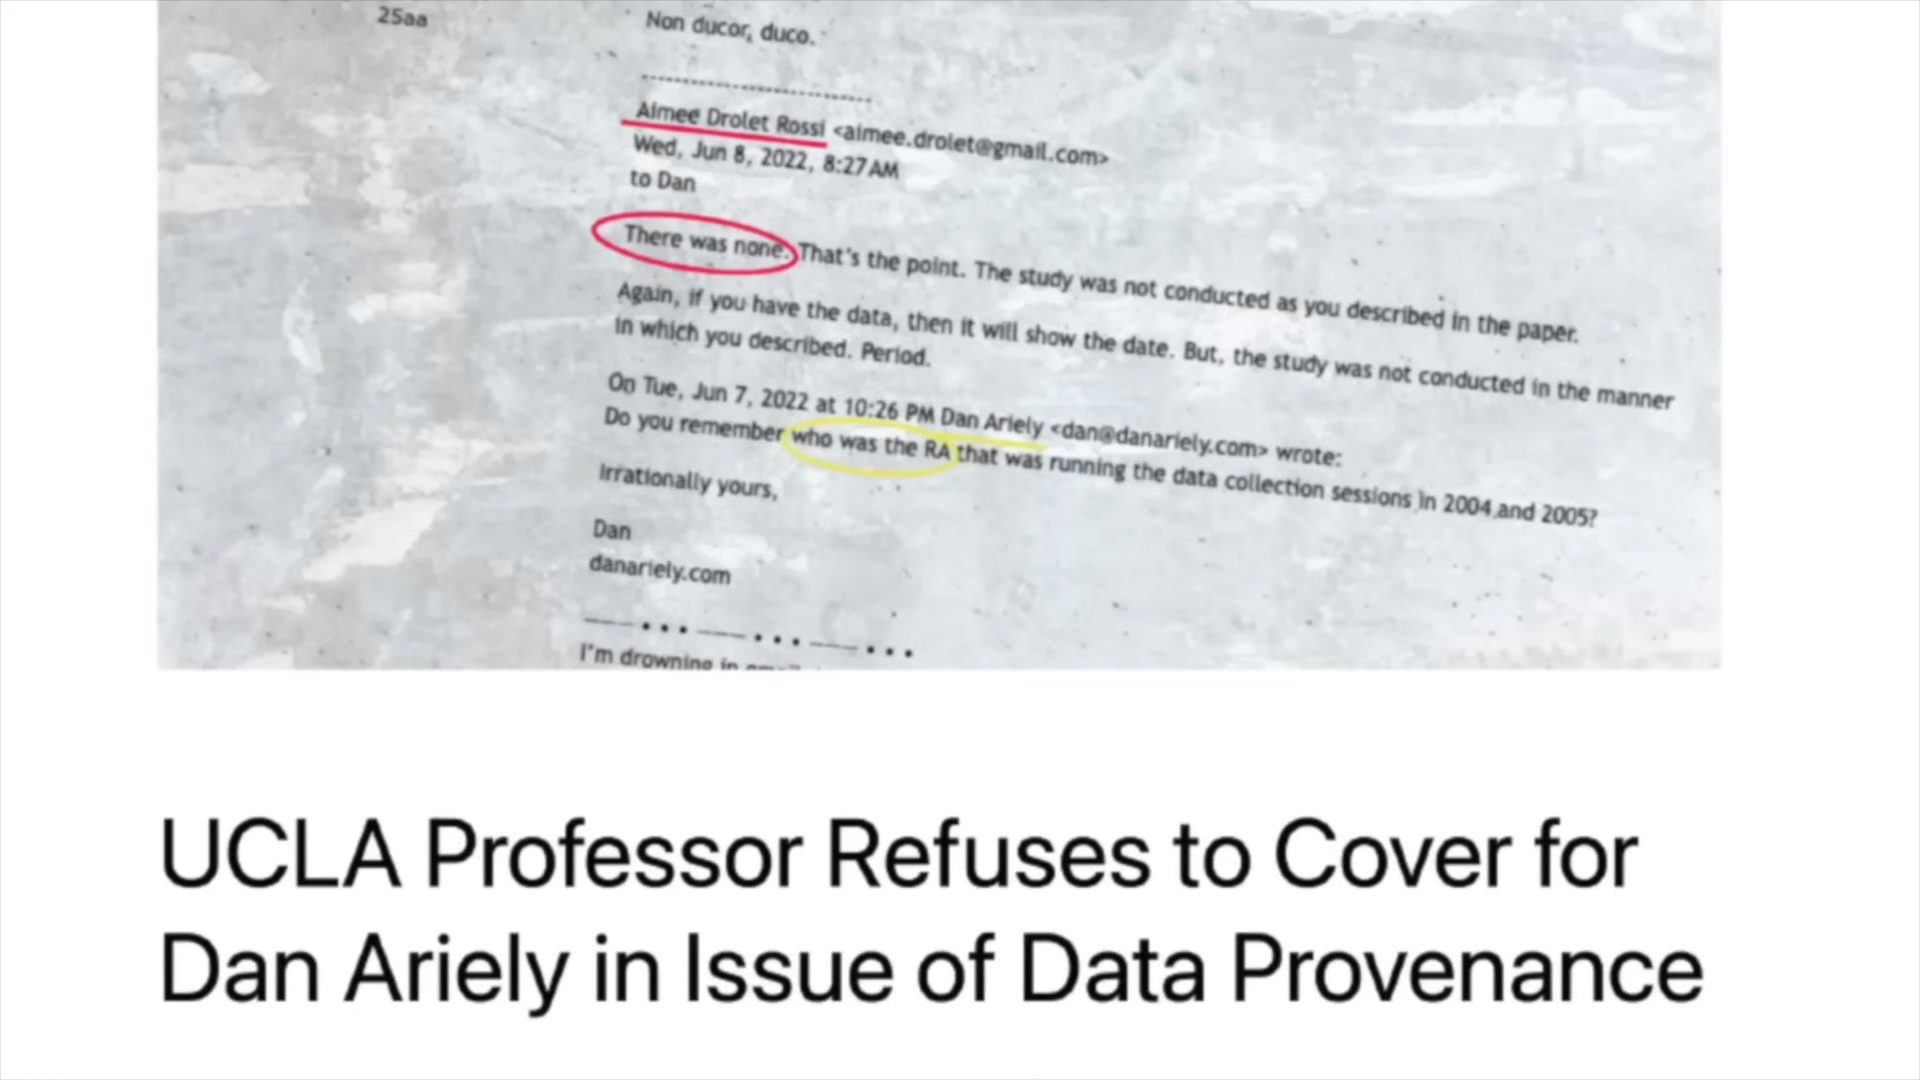 25aa
Non ducor, duco.
----------------------------
Aimee Drolet Rossi <aimee.drolet@gmail.com>
Wed, Jun 8, 2022, 8:27 AM
to Dan
There was none. That's the point. The study was not conducted as you described in the paper.
Again, if you have the data, then it will show the date. But, the study was not conducted in the manner
in which you described. Period.
On Tue, Jun 7, 2022 at 10:26 PM Dan Ariely <dan@danariely.com> wrote:
Do you remember who was the RA that was running the data collection sessions in 2004 and 2005?
Irrationally yours,
Dan
danariely.com
I'm drowning in
UCLA Professor Refuses to Cover for
Dan Ariely in Issue of Data Provenance